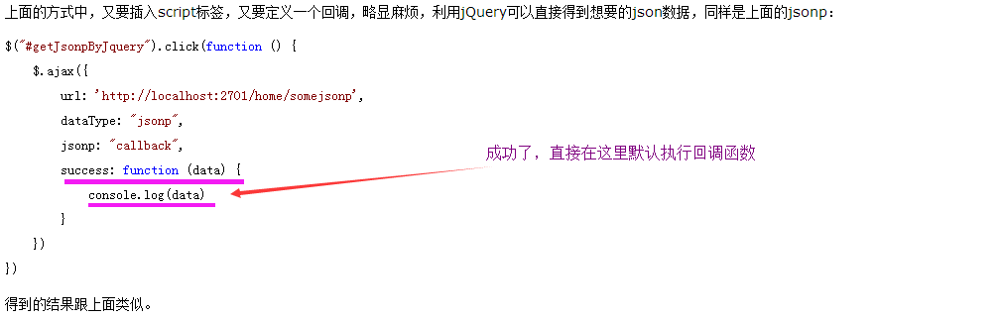 上面的方式中，又要插入script标签，又要定义一个回调，略显麻烦，利用jQuery可以直接得到想要的json数据，同样是上面的jsonp：
$("#getJsonpByJquery").click(function () {
$.ajax({
url: 'http://localhost:2701/home/somejsonp',
dataType: "jsonp",
jsonp: "callback",
成功了，直接在这里默认执行回调函数
success: function (data) {
console.log(data)
}
})
})
得到的结果跟上面类似。